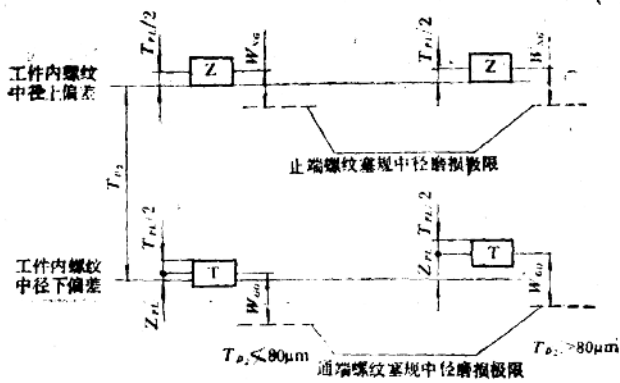 T_PL/2
Z
W_NG
T_PL/2
Z
W_NG
工件内螺纹
中径上偏差
止端螺纹塞规中径磨损极限
T_D2
T_PL/2
T
T_PL/2
T
工件内螺纹
中径下偏差
Z_PL
W_GO
Z_PL
W_GO
T_D2≤80μm
T_D2>80μm
通端螺纹塞规中径磨损极限